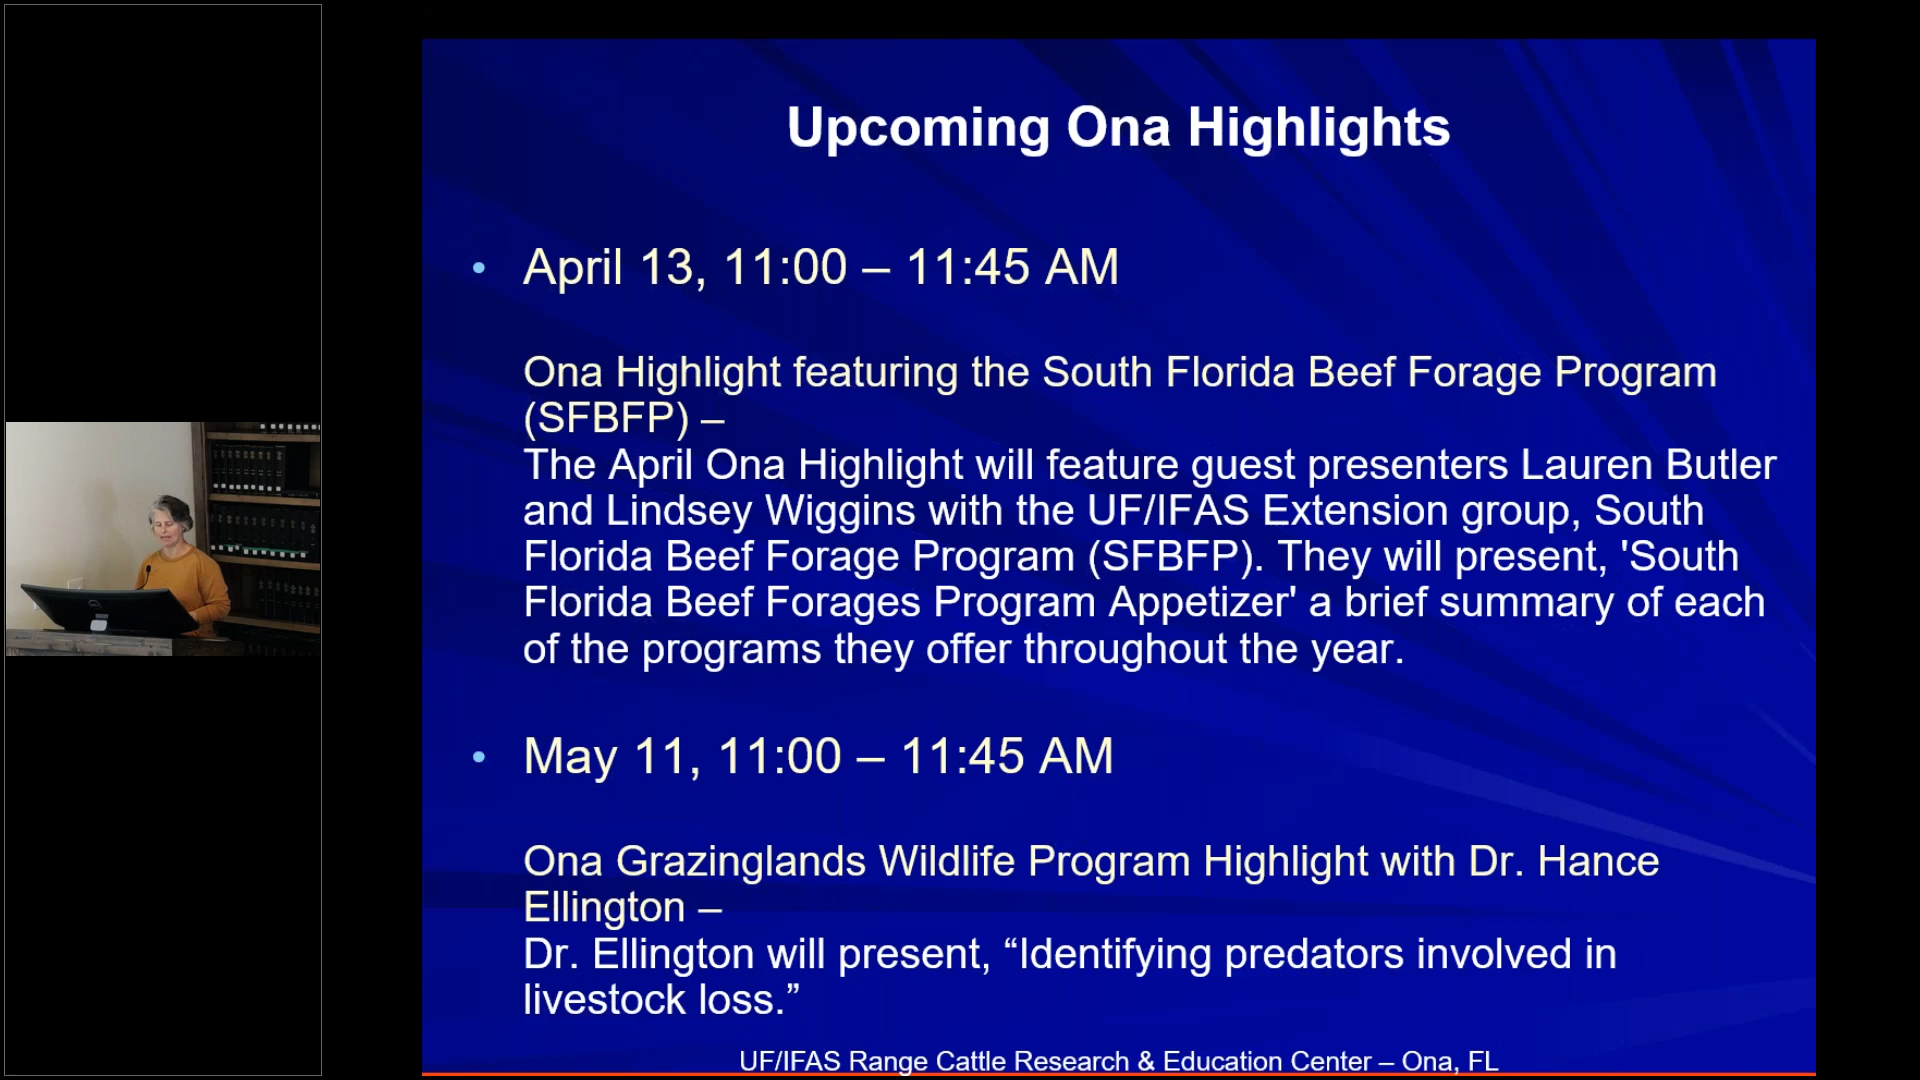 Upcoming Ona Highlights
• April 13, 11:00 – 11:45 AM
Ona Highlight featuring the South Florida Beef Forage Program
(SFBFP) –
The April Ona Highlight will feature guest presenters Lauren Butler
and Lindsey Wiggins with the UF/IFAS Extension group, South
Florida Beef Forage Program (SFBFP). They will present, 'South
Florida Beef Forages Program Appetizer' a brief summary of each
of the programs they offer throughout the year.
• May 11, 11:00 – 11:45 AM
Ona Grazinglands Wildlife Program Highlight with Dr. Hance
Ellington –
Dr. Ellington will present, “Identifying predators involved in
livestock loss.”
UF/IFAS Range Cattle Research & Education Center – Ona, FL